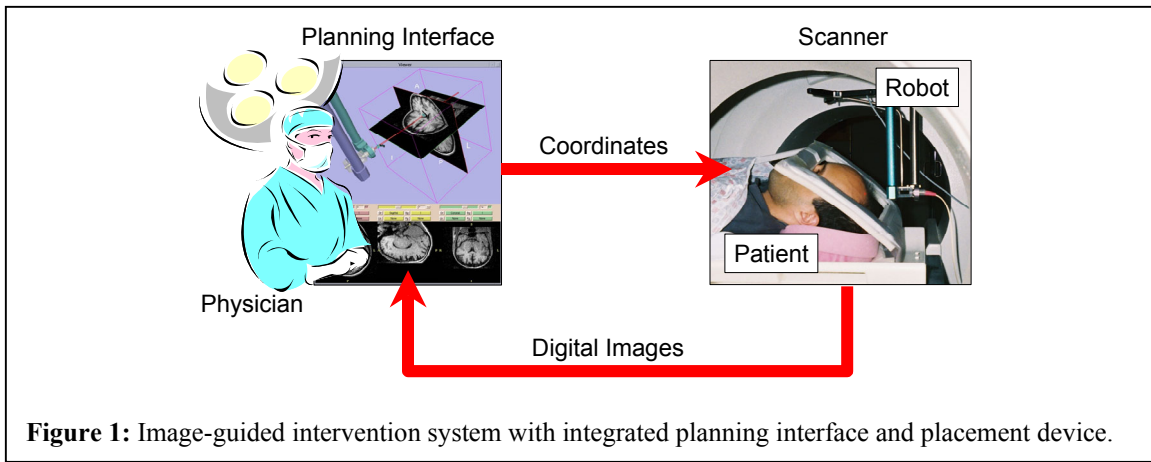 Planning Interface
Scanner
Robot
Coordinates
Patient
Physician
Digital Images
Figure 1: Image-guided intervention system with integrated planning interface and placement device.